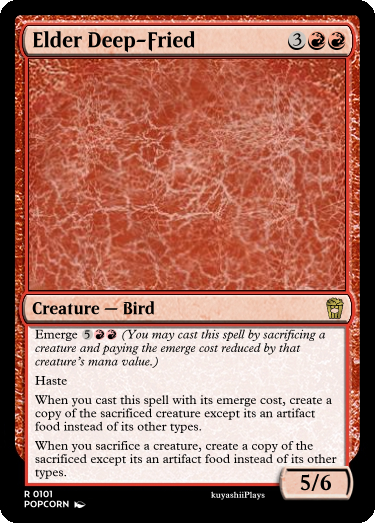 Elder Deep-Fried 3
Creature — Bird
Emerge 5 (You may cast this spell by sacrificing a
creature and paying the emerge cost reduced by that
creature's mana value.)
Haste
When you cast this spell with its emerge cost, create a
copy of the sacrificed creature except its an artifact
food instead of its other types.
When you sacrifice a creature, create a copy of the
sacrificed except its an artifact food instead of its other
types.
5/6
R 0101
POPCORN
kuyashiiPlays